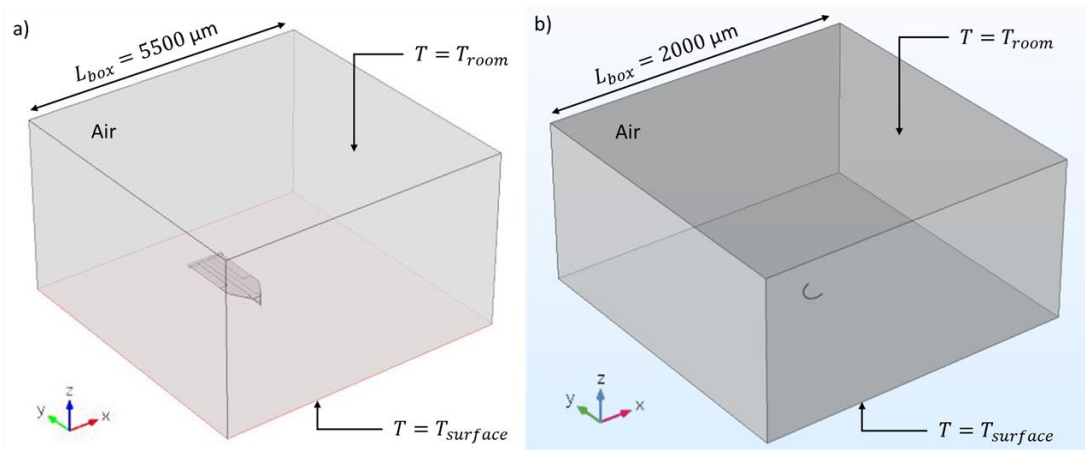 a)
L_box = 5500 μm
T = T_room
Air
z
y
x
T = T_surface
b)
L_box = 2000 μm
T = T_room
Air
z
y
x
T = T_surface